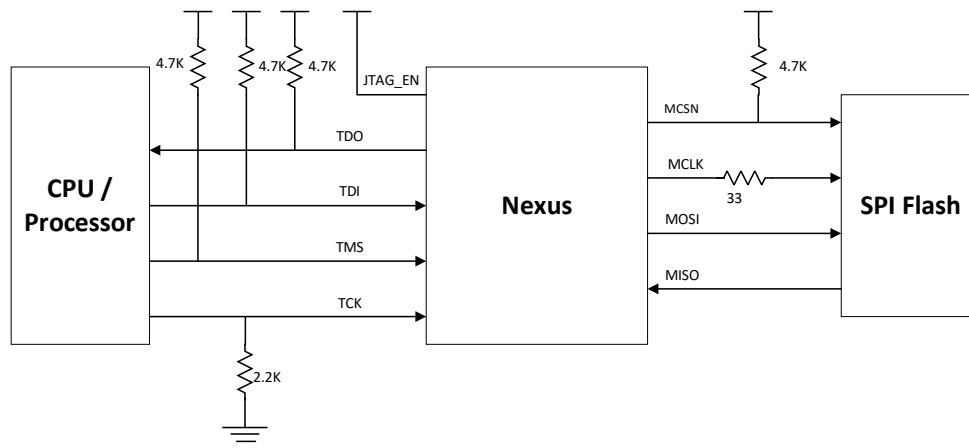 4.7K
4.7K
4.7K
JTAG_EN
4.7K
MCSN
TDO
MCLK
33
CPU /
Processor
TDI
Nexus
MOSI
SPI Flash
TMS
MISO
TCK
2.2K